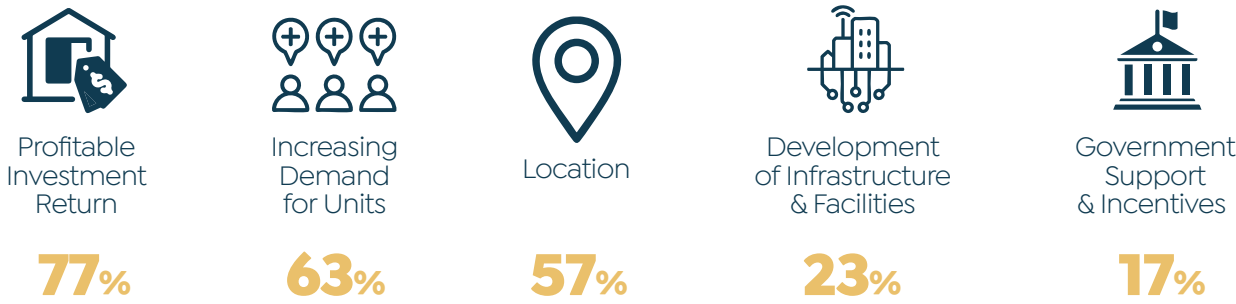 Profitable
Investment
Return
77%
Increasing
Demand
for Units
63%
Location
57%
Development
of Infrastructure
& Facilities
23%
Government
Support
& Incentives
17%